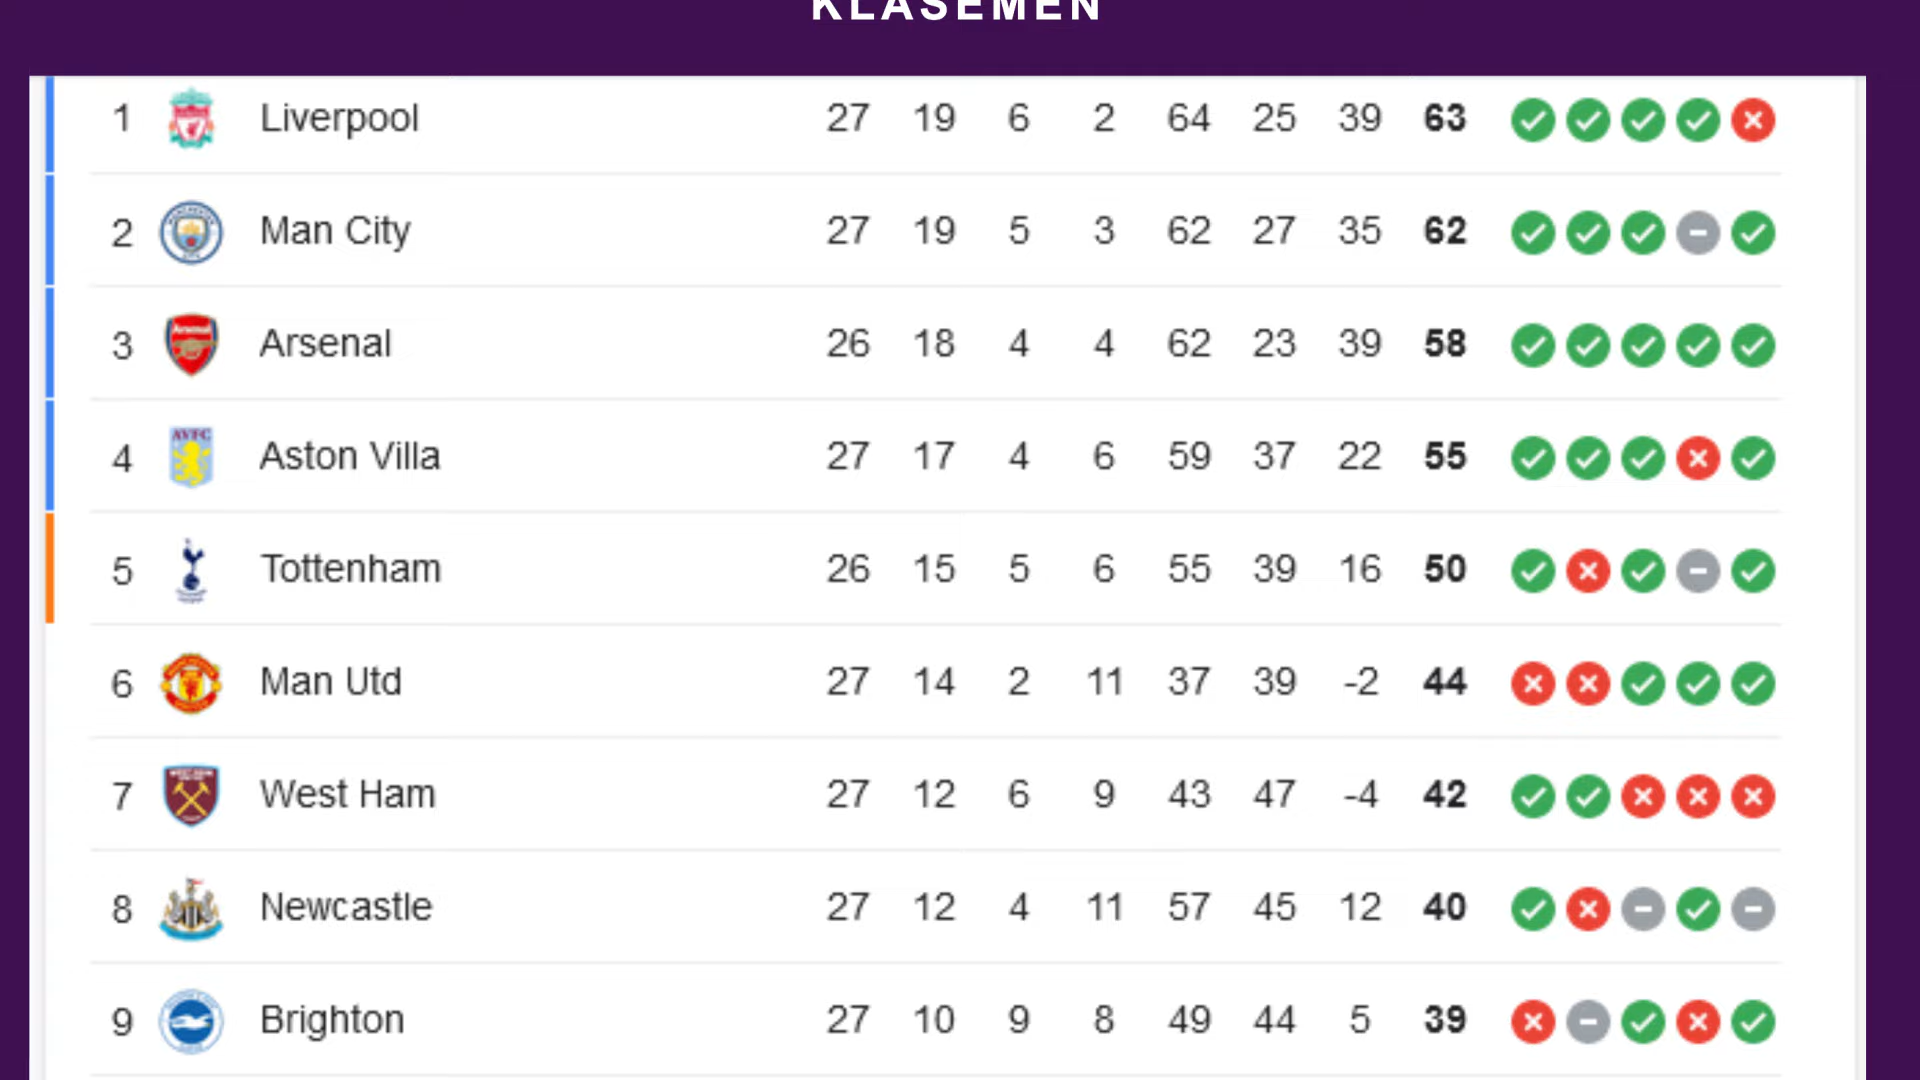 KLASEMEN
1 Liverpool 27 19 6 2 64 25 39 63
2 Man City 27 19 5 3 62 27 35 62
3 Arsenal 26 18 4 4 62 23 39 58
4 AVFC Aston Villa 27 17 4 6 59 37 22 55
5 Tottenham 26 15 5 6 55 39 16 50
6 Man Utd 27 14 2 11 37 39 -2 44
7 West Ham 27 12 6 9 43 47 -4 42
8 Newcastle 27 12 4 11 57 45 12 40
9 Brighton 27 10 9 8 49 44 5 39